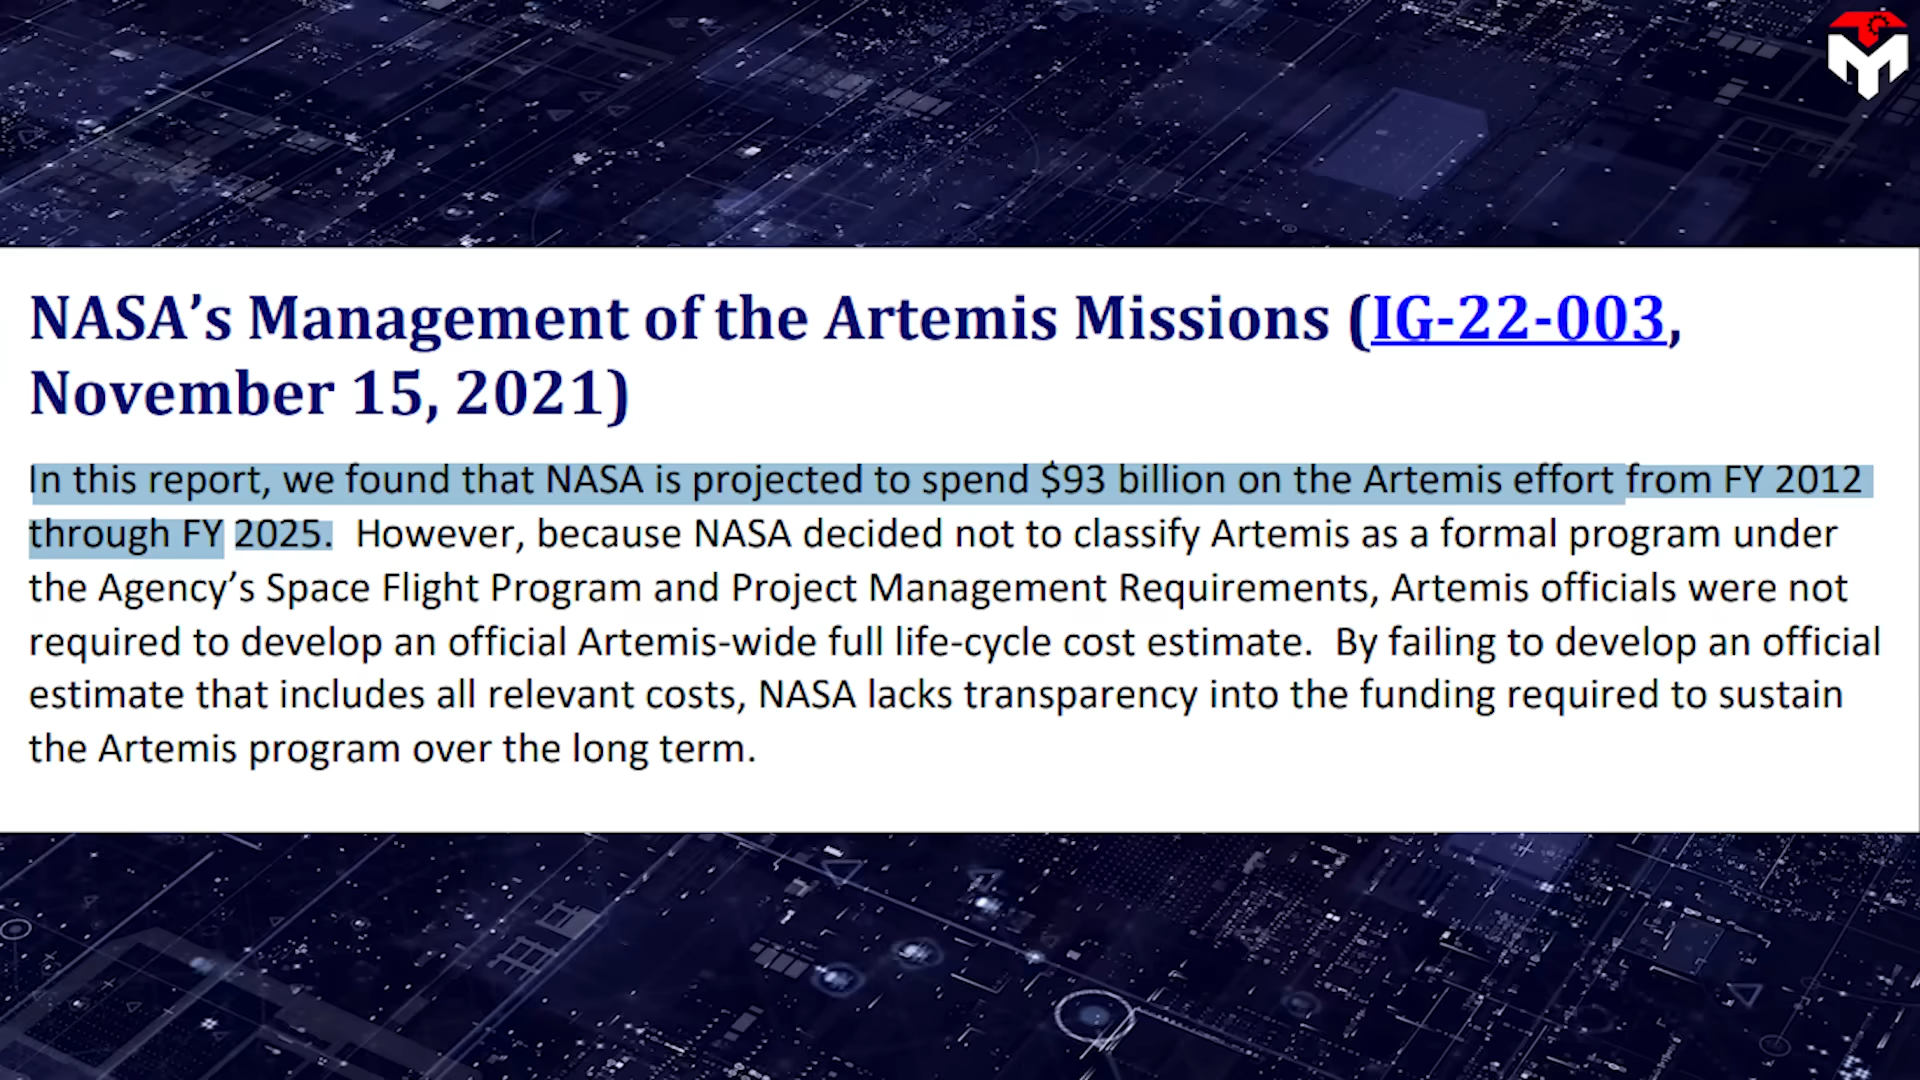 NASA’s Management of the Artemis Missions (IG-22-003,
November 15, 2021)
In this report, we found that NASA is projected to spend $93 billion on the Artemis effort from FY 2012
through FY 2025.  However, because NASA decided not to classify Artemis as a formal program under
the Agency’s Space Flight Program and Project Management Requirements, Artemis officials were not
required to develop an official Artemis-wide full life-cycle cost estimate.  By failing to develop an official
estimate that includes all relevant costs, NASA lacks transparency into the funding required to sustain
the Artemis program over the long term.